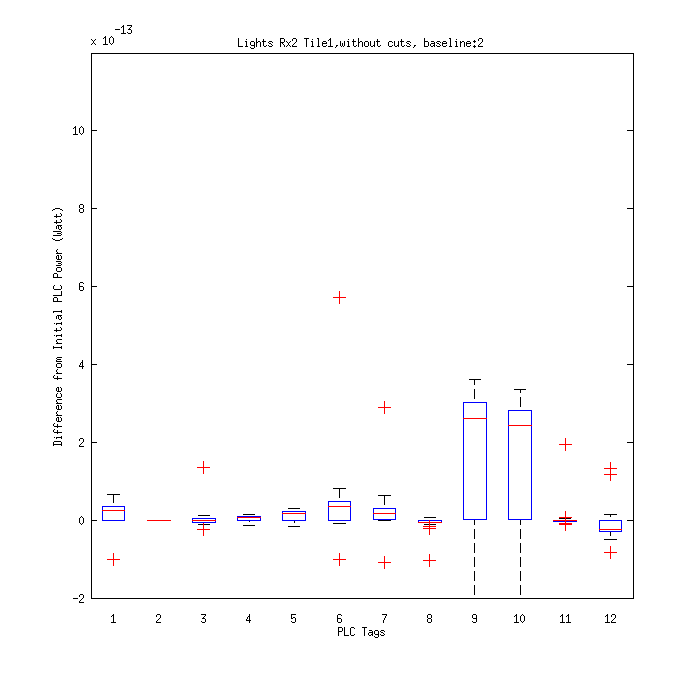 x 10-13
Lights Rx2 Tile1,without cuts, baseline:2
10
8
6
4
2
0
-2
Difference from Initial PLC Power (Watt)
1 2 3 4 5 6 7 8 9 10 11 12
PLC Tags